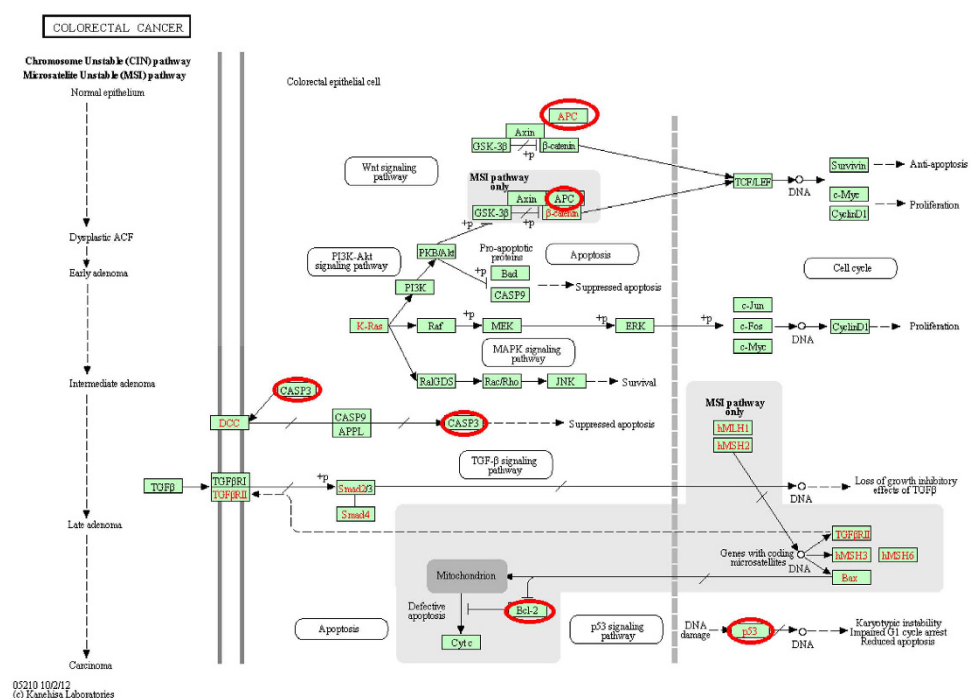 COLORECTAL CANCER
Chromosome Unstable (CIN) pathway
Microsatelite Unstable (MSI) pathway
Normal epithelium
Dysplastic ACF
Early adenoma
Intermediate adenoma
Late adenoma
Carcinoma
Colorectal epithelial cell
APC
Axin
GSK-3β
β-catenin
+p
Wnt signaling
pathway
MSI pathway
only
Axin
APC
GSK-3β
β-catenin
+p
+p
TCF/LEF
DNA
Survivin
Anti-apoptosis
c-Myc
CyclinD1
Proliferation
PI3K-Akt
signaling pathway
PKB/Akt
PI3K
+p
Pro-apoptotic
proteins
Bad
CASP9
Apoptosis
Suppressed apoptosis
Cell cycle
K-Ras
Raf
+p
MEK
+p
ERK
+p
c-Jun
c-Fos
c-Myc
DNA
CyclinD1
Proliferation
MAPK signaling
pathway
RalGDS
Rac/Rho
JNK
Survival
CASP3
DCC
CASP9
APPL
CASP3
Suppressed apoptosis
MSI pathway
only
hMLH1
hMSH2
TGF-β signaling
pathway
TGFβ
TGFβRI
TGFβRII
+p
Smad2/3
Smad4
DNA
Loss of growth inhibitory
effects of TGFβ
Genes with coding
microsatellites
DNA
TGFβRII
hMSH3
hMSH6
Bax
Mitochondrion
Defective
apoptosis
Bcl-2
Cyt c
Apoptosis
p53 signaling
pathway
DNA
damage
p53
DNA
Karyotypic instability
Impaired G1 cycle arrest
Reduced apoptosis
05210 10/2/12
(c) Kanehisa Laboratories